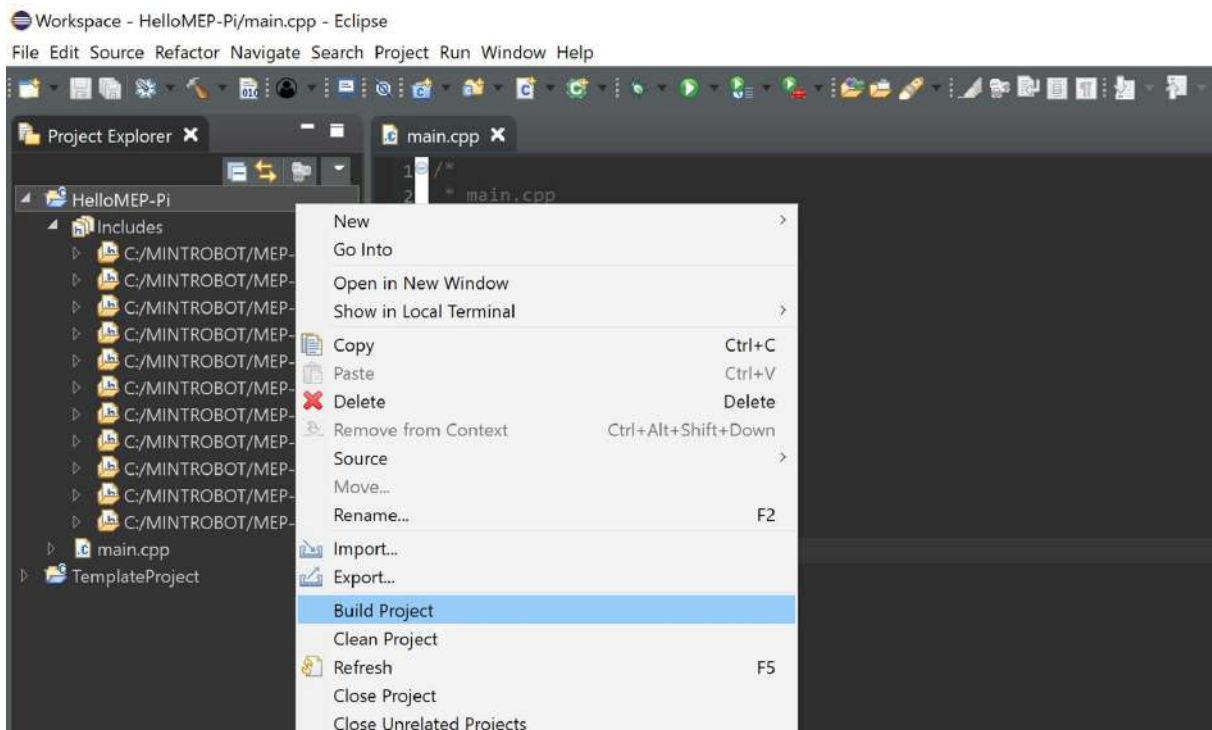 Workspace - HelloMEP-Pi/main.cpp - Eclipse
File Edit Source Refactor Navigate Search Project Run Window Help
Project Explorer
main.cpp
1 /*
2 * main.cpp
HelloMEP-Pi
Includes
C:/MINTROBOT/MEP-
C:/MINTROBOT/MEP-
C:/MINTROBOT/MEP-
C:/MINTROBOT/MEP-
C:/MINTROBOT/MEP-
C:/MINTROBOT/MEP-
C:/MINTROBOT/MEP-
C:/MINTROBOT/MEP-
C:/MINTROBOT/MEP-
C:/MINTROBOT/MEP-
C:/MINTROBOT/MEP-
main.cpp
TemplateProject
New
Go Into
Open in New Window
Show in Local Terminal
Copy Ctrl+C
Paste Ctrl+V
Delete Delete
Remove from Context Ctrl+Alt+Shift+Down
Source
Move...
Rename... F2
Import...
Export...
Build Project
Clean Project
Refresh F5
Close Project
Close Unrelated Projects